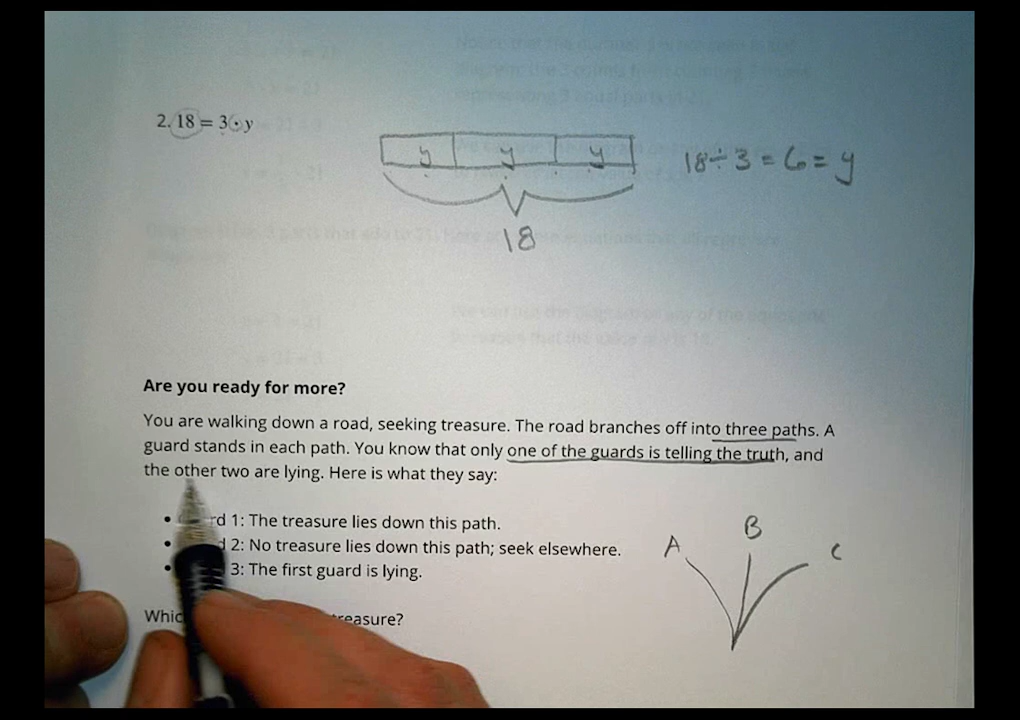 2. 18 = 3 · y
y y y
18 ÷ 3 = 6 = y
18
Are you ready for more?
You are walking down a road, seeking treasure. The road branches off into three paths. A
guard stands in each path. You know that only one of the guards is telling the truth, and
the other two are lying. Here is what they say:
• 1: The treasure lies down this path.
• 2: No treasure lies down this path; seek elsewhere.
• 3: The first guard is lying.
A B C